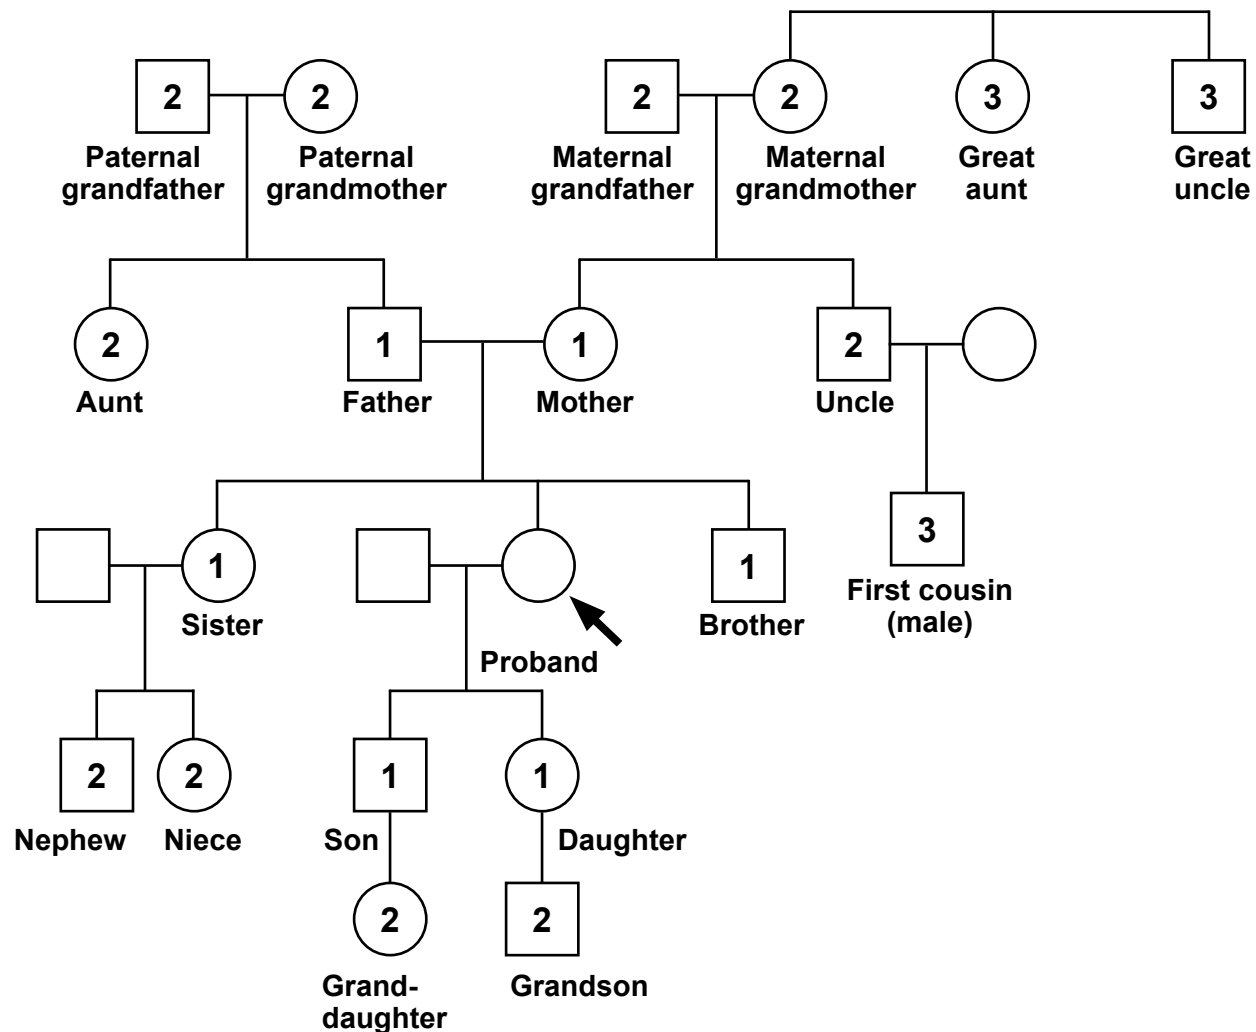 2 2 2 2 3 3
Paternal Paternal Maternal Maternal Great Great
grandfather grandmother grandfather grandmother aunt uncle
2 1 1 2
Aunt Father Mother Uncle
3
1 1
First cousin
Sister Brother (male)
Proband
2 2 1 1
Nephew Niece Son Daughter
2 2
Grand- Grandson
daughter